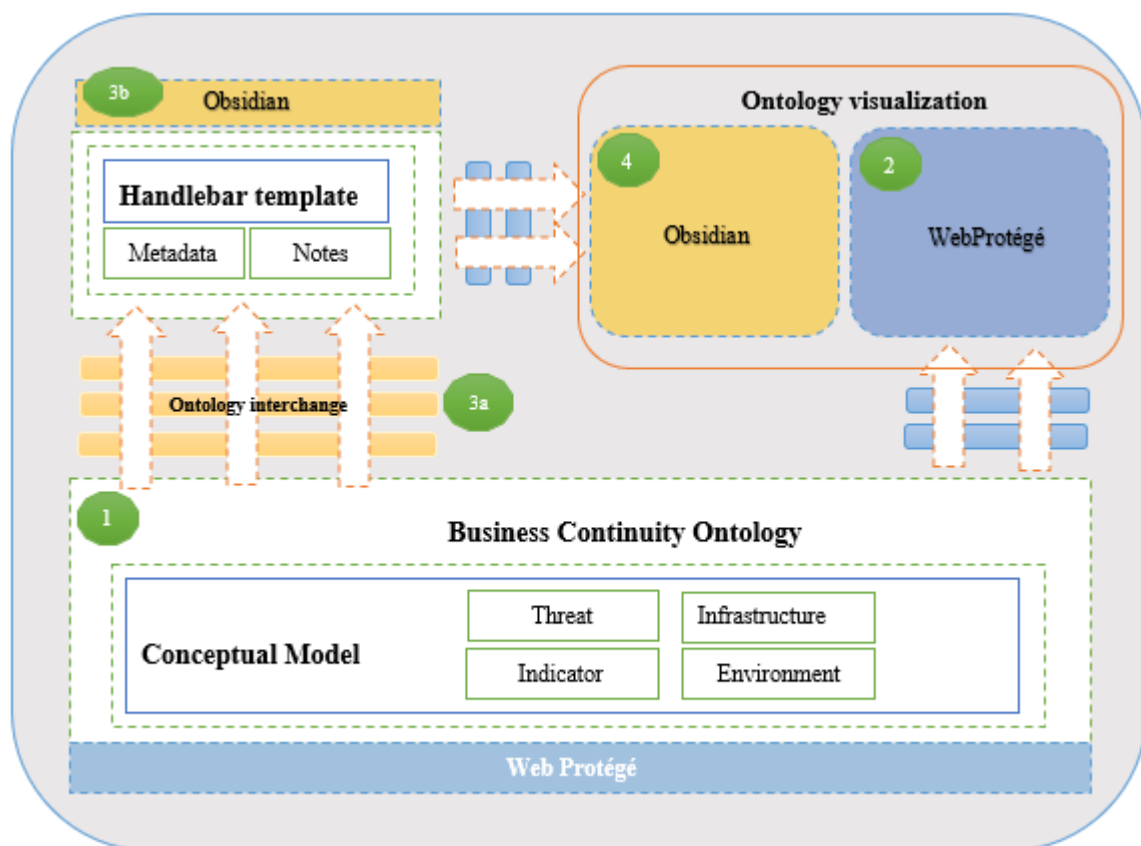 3b
Obsidian
Handlebar template
Metadata
Notes
Ontology visualization
4
2
Obsidian
WebProtégé
Ontology interchange
3a
1
Business Continuity Ontology
Conceptual Model
Threat
Infrastructure
Indicator
Environment
Web Protégé